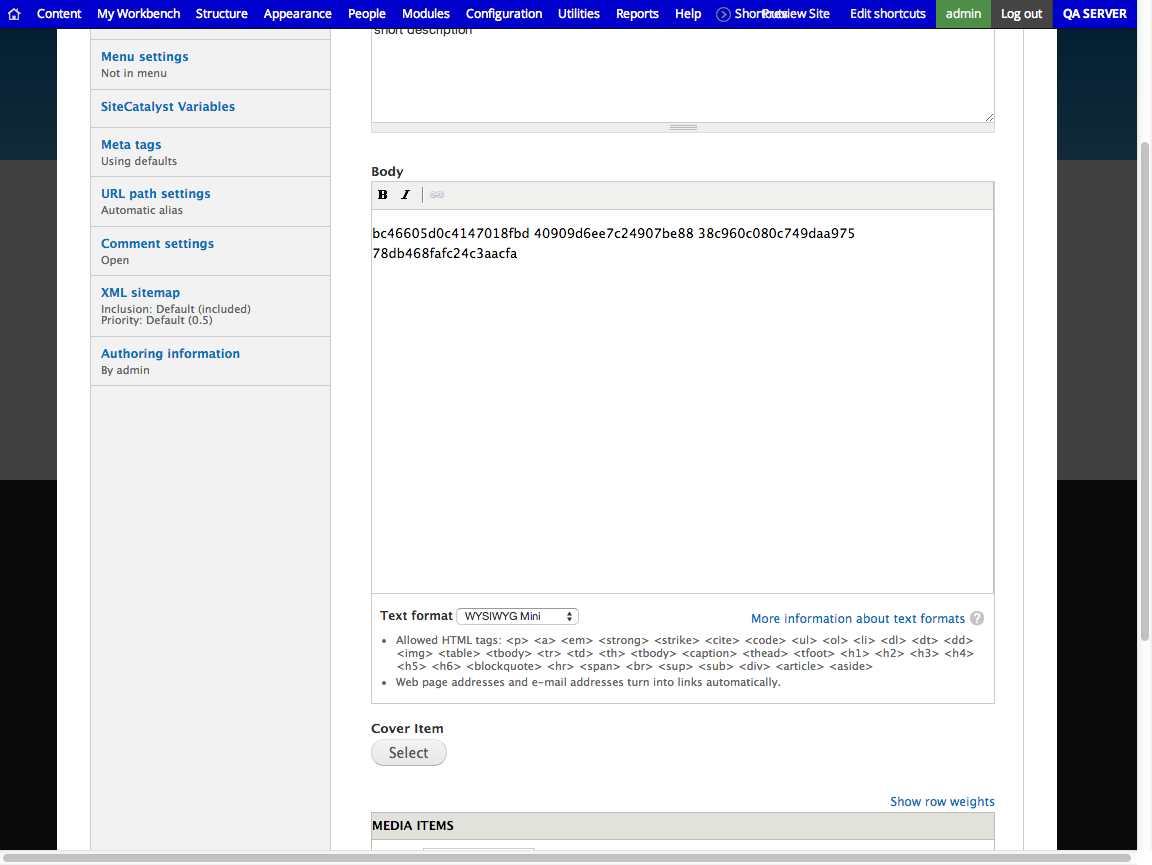 Content My Workbench Structure Appearance People Modules Configuration Utilities Reports Help Shortcuts Preview Site Edit shortcuts admin Log out QA SERVER
short description
Menu settings
Not in menu
SiteCatalyst Variables
Meta tags
Using defaults
URL path settings
Automatic alias
Comment settings
Open
XML sitemap
Inclusion: Default (included)
Priority: Default (0.5)
Authoring information
By admin
Body
B I
bc46605d0c4147018fbd 40909d6ee7c24907be88 38c960c080c749daa975
78db468fafc24c3aacfa
Text format WYSIWYG Mini More information about text formats ?
Allowed HTML tags: <p> <a> <em> <strong> <strike> <cite> <code> <ul> <ol> <li> <dl> <dt> <dd>
<img> <table> <tbody> <tr> <td> <th> <tbody> <caption> <thead> <tfoot> <h1> <h2> <h3> <h4>
<h5> <h6> <blockquote> <hr> <span> <br> <sup> <sub> <div> <article> <aside>
Web page addresses and e-mail addresses turn into links automatically.
Cover Item
Select
Show row weights
MEDIA ITEMS